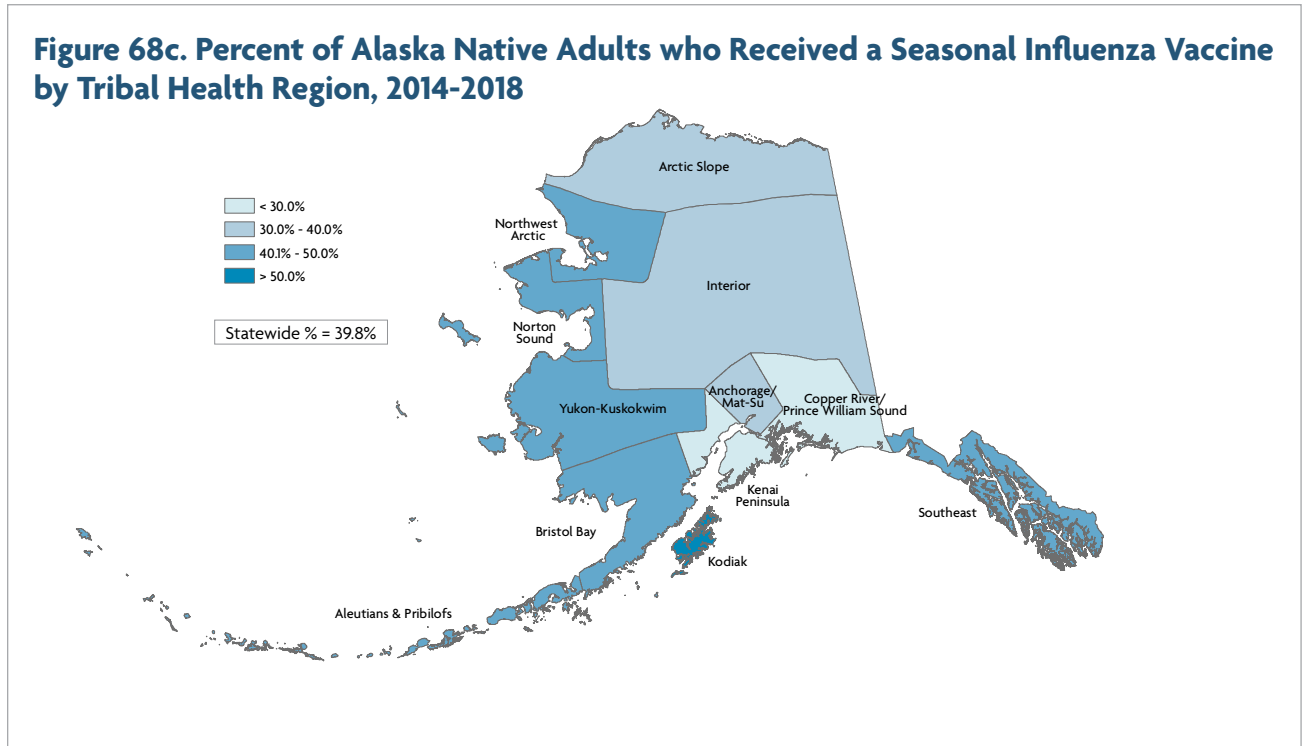 Figure 68c. Percent of Alaska Native Adults who Received a Seasonal Influenza Vaccine
by Tribal Health Region, 2014-2018
Arctic Slope
< 30.0%
30.0% - 40.0%
40.1% - 50.0%
> 50.0%
Northwest
Arctic
Interior
Statewide % = 39.8%
Norton
Sound
Anchorage/
Mat-Su
Copper River/
Prince William Sound
Yukon-Kuskokwim
Kenai
Peninsula
Southeast
Bristol Bay
Kodiak
Aleutians & Pribilofs